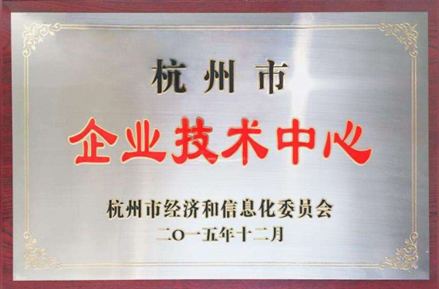 杭州市
企业技术中心
杭州市经济和信息化委员会
二〇一五年十二月